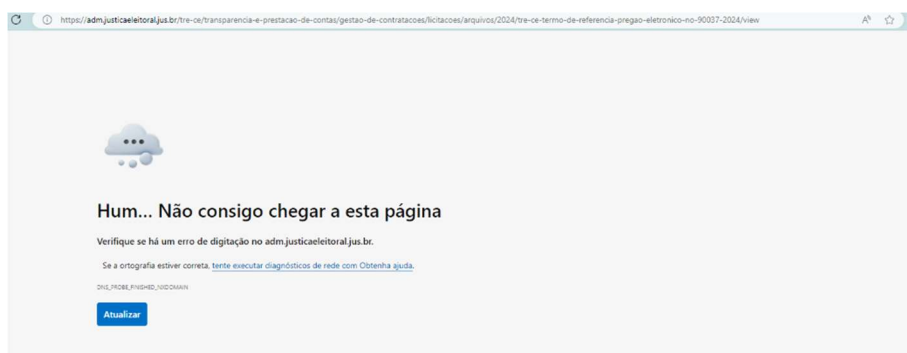 https://adm.justicaeleitoral.jus.br/tre-ce/transparencia-e-prestacao-de-contas/gestao-de-contratacoes/licitacoes/arquivos/2024/tre-ce-termo-de-referencia-pregao-eletronico-no-90037-2024/view
Hum... Não consigo chegar a esta página
Verifique se há um erro de digitação no adm.justicaeleitoral.jus.br.
Se a ortografia estiver correta, tente executar diagnósticos de rede com Obtenha ajuda.
DNS_PROBE_FINISHED_NXDOMAIN
Atualizar